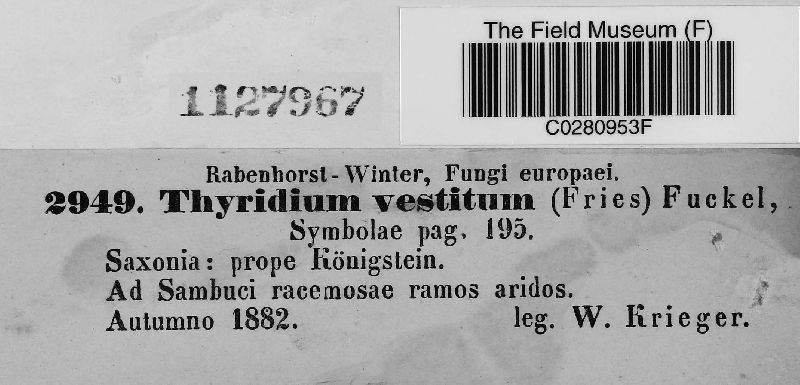 The Field Museum (F)
1127967
C0280953F
Rabenhorst-Winter, Fungi europaei.
2949. Thyridium vestitum (Fries) Fuckel,
Symbolae pag. 195.
Saxonia: prope Königstein.
Ad Sambuci racemosae ramos aridos.
Autumno 1882. leg. W. Krieger.